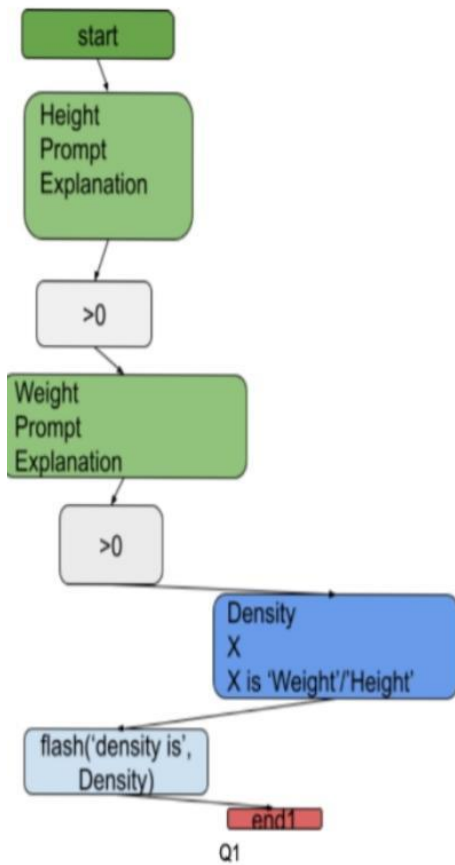 start
Height
Prompt
Explanation
>0
Weight
Prompt
Explanation
>0
Density
X
X is ‘Weight’/’Height’
flash(‘density is’,
Density)
end1
Q1